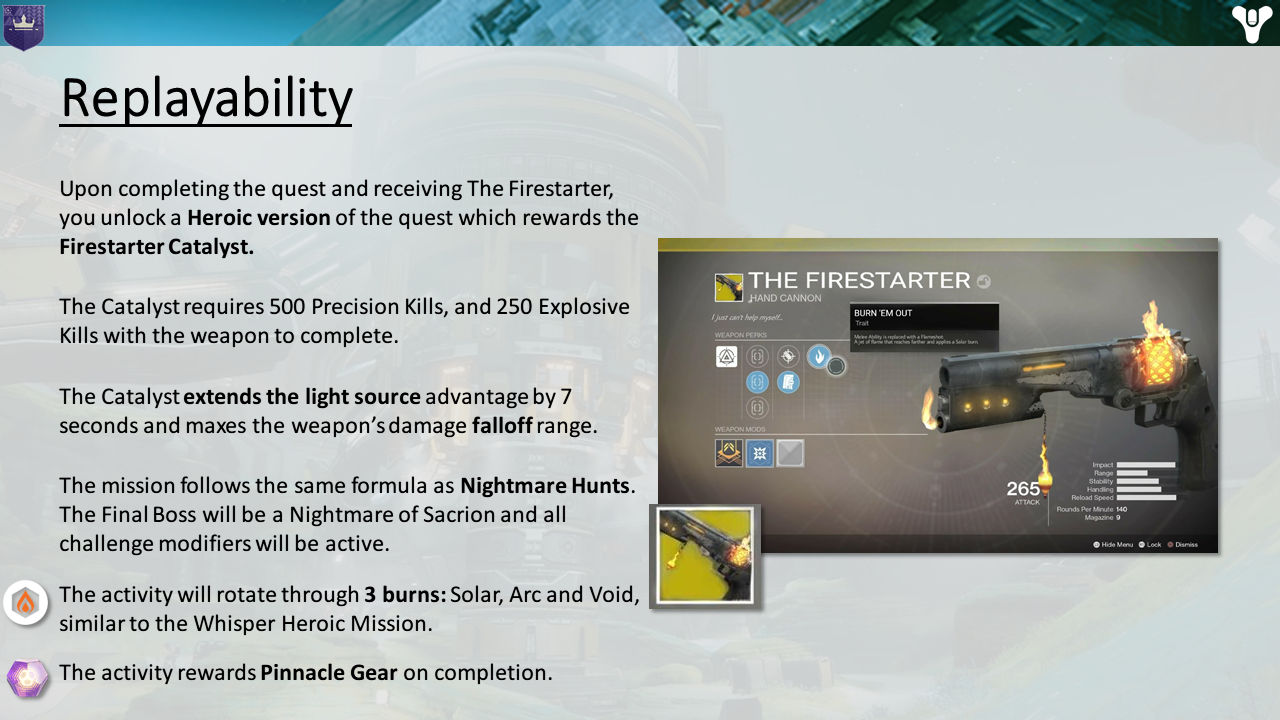 Replayability
Upon completing the quest and receiving The Firestarter,
you unlock a Heroic version of the quest which rewards the
Firestarter Catalyst.
The Catalyst requires 500 Precision Kills, and 250 Explosive
Kills with the weapon to complete.
The Catalyst extends the light source advantage by 7
seconds and maxes the weapon's damage falloff range.
The mission follows the same formula as Nightmare Hunts.
The Final Boss will be a Nightmare of Sacrion and all
challenge modifiers will be active.
The activity will rotate through 3 burns: Solar, Arc and Void,
similar to the Whisper Heroic Mission.
The activity rewards Pinnacle Gear on completion.
THE FIRESTARTER
HAND CANNON
I just can't help myself...
BURN 'EM OUT
Trait
Melee Ability is replaced with a Flameshot:
A jet of flame that reaches farther and applies a Solar burn.
WEAPON PERKS
WEAPON MODS
265
ATTACK
Impact
Range
Stability
Handling
Reload Speed
Rounds Per Minute 140
Magazine 9
Hide Menu Lock Dismiss